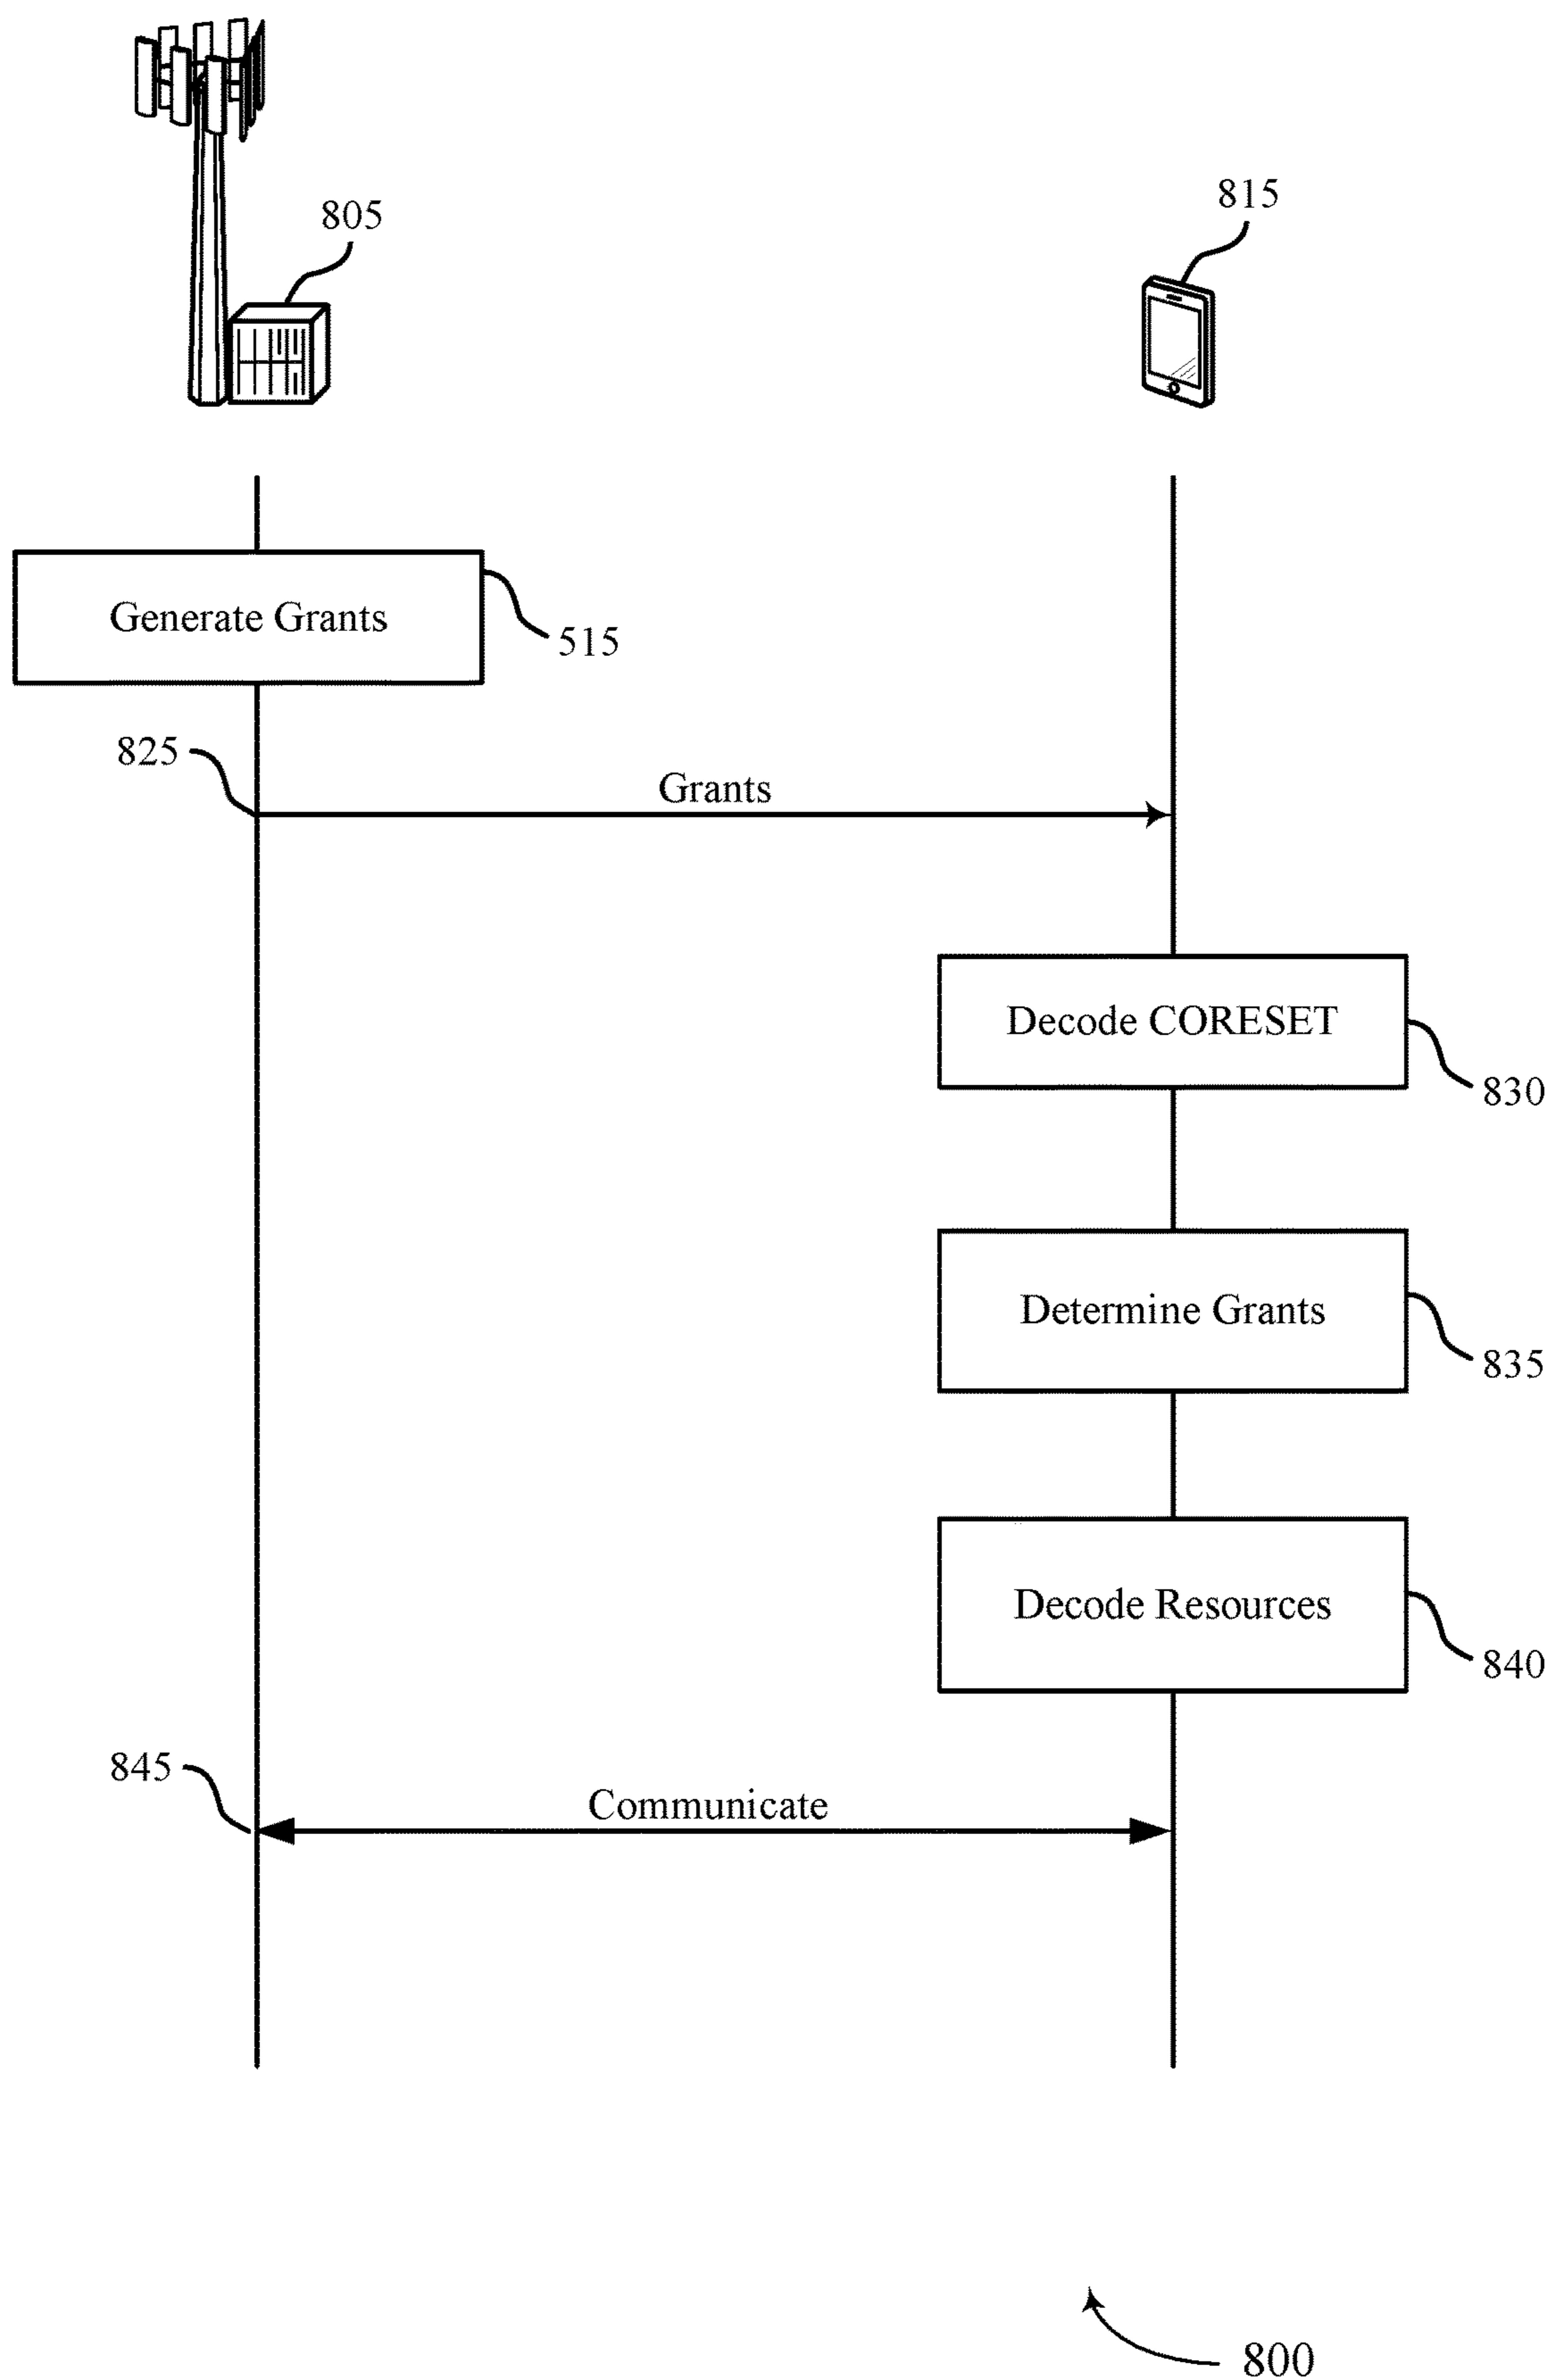 805
815
Generate Grants
515
825
Grants
Decode CORESET
830
Determine Grants
835
Decode Resources
840
845
Communicate
800